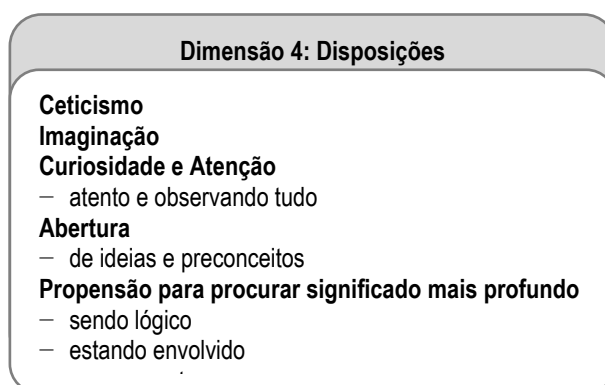 Dimensão 4: Disposições
Ceticismo
Imaginação
Curiosidade e Atenção
− atento e observando tudo
Abertura
− de ideias e preconceitos
Propensão para procurar significado mais profundo
− sendo lógico
− estando envolvido